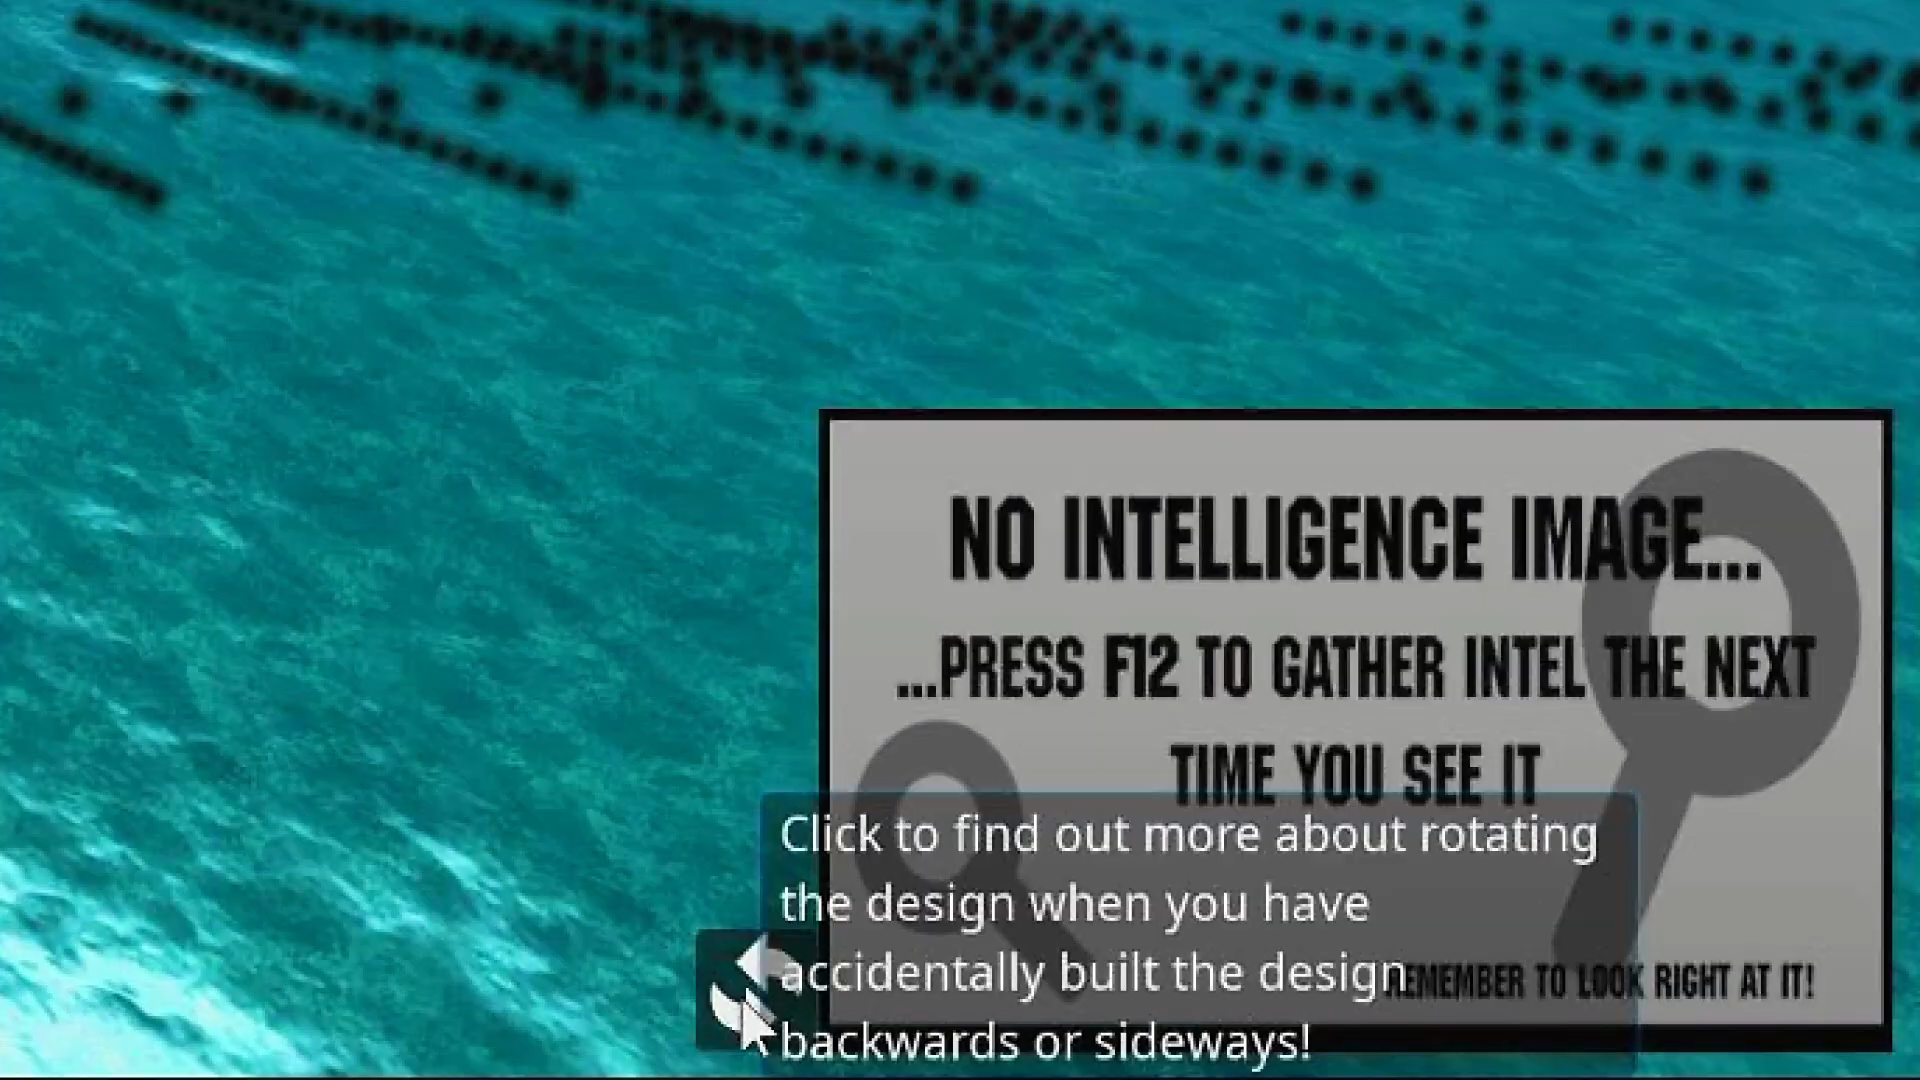 NO INTELLIGENCE IMAGE...
...PRESS F12 TO GATHER INTEL THE NEXT
TIME YOU SEE IT
Click to find out more about rotating
the design when you have
accidentally built the design
backwards or sideways!
REMEMBER TO LOOK RIGHT AT IT!